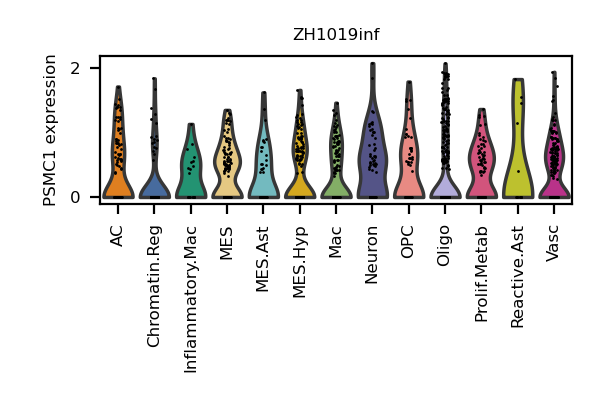 ZH1019inf
PSMC1 expression
2
0
AC
Chromatin.Reg
Inflammatory.Mac
MES
MES.Ast
MES.Hyp
Mac
Neuron
OPC
Oligo
Prolif.Metab
Reactive.Ast
Vasc